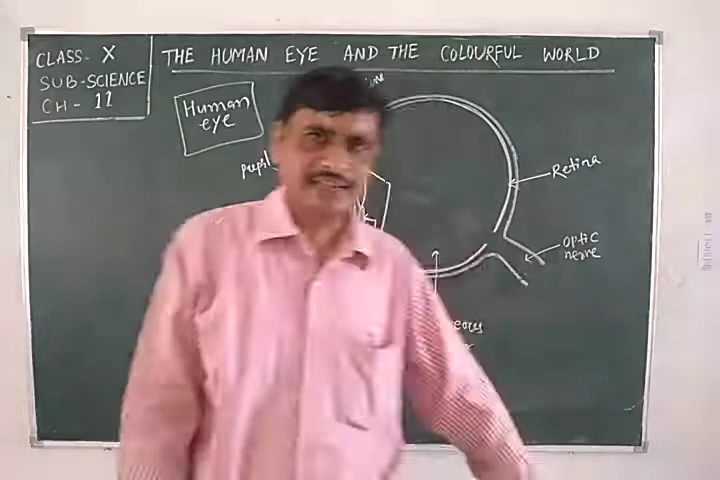 CLASS- X
SUB-SCIENCE
CH- 11
THE HUMAN EYE AND THE COLOURFUL WORLD
Human
eye
Pupil
Retina
Optic
nerve